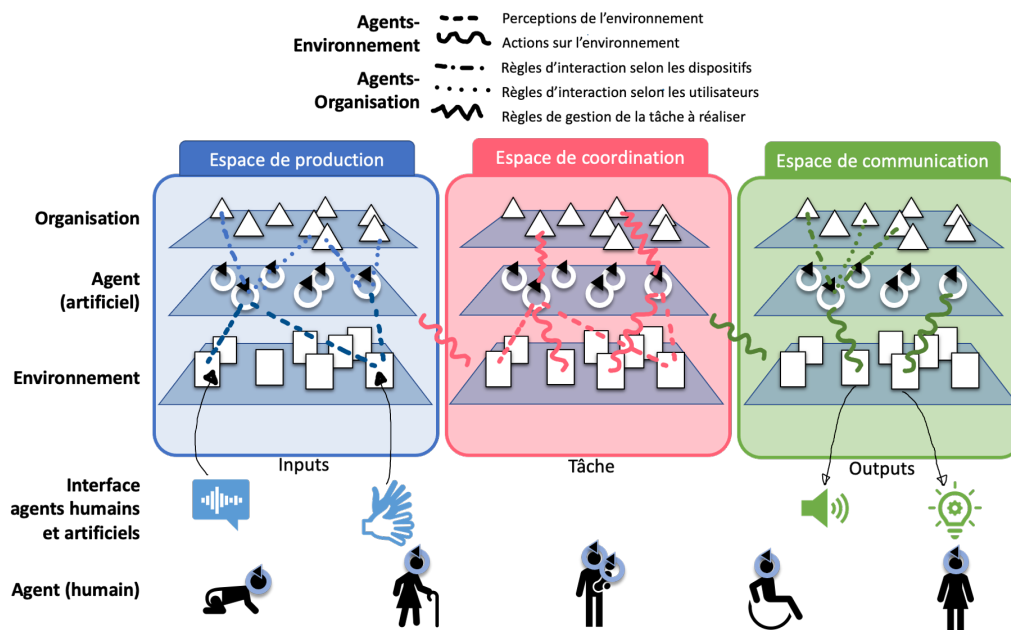 Agents-
Environnement
Perceptions de l'environnement
Actions sur l'environnement
Agents-
Organisation
Règles d'interaction selon les dispositifs
Règles d'interaction selon les utilisateurs
Règles de gestion de la tâche à réaliser
Espace de production
Espace de coordination
Espace de communication
Organisation
Agent
(artificiel)
Environnement
Inputs
Tâche
Outputs
Interface
agents humains
et artificiels
Agent (humain)